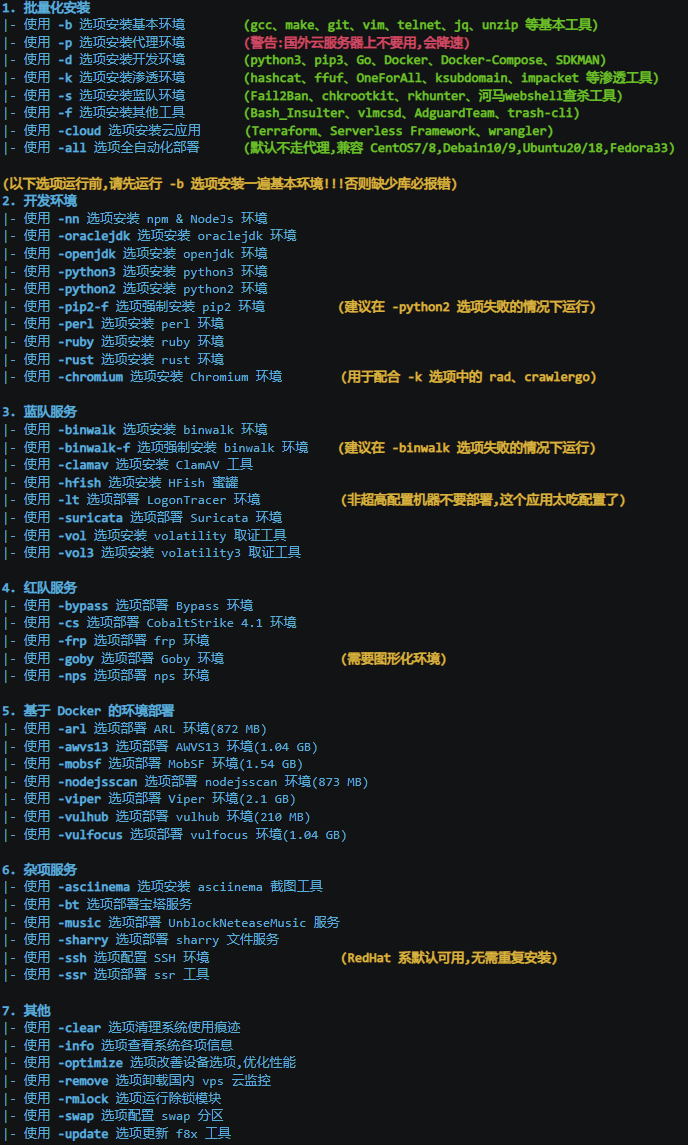 1. 批量化安装
|- 使用 -b 选项安装基本环境 (gcc、make、git、vim、telnet、jq、unzip 等基本工具)
|- 使用 -p 选项安装代理环境 (警告:国外云服务器上不要用,会降速)
|- 使用 -d 选项安装开发环境 (python3、pip3、Go、Docker、Docker-Compose、SDKMAN)
|- 使用 -k 选项安装渗透环境 (hashcat、ffuf、OneForAll、ksubdomain、impacket 等渗透工具)
|- 使用 -s 选项安装蓝队环境 (Fail2Ban、chkrootkit、rkhunter、河马webshell查杀工具)
|- 使用 -f 选项安装其他工具 (Bash_Insulter、vlmcsd、AdguardTeam、trash-cli)
|- 使用 -cloud 选项安装云应用 (Terraform、Serverless Framework、wrangler)
|- 使用 -all 选项全自动化部署 (默认不走代理,兼容 CentOS7/8,Debain10/9,Ubuntu20/18,Fedora33)
(以下选项运行前,请先运行 -b 选项安装一遍基本环境!!!否则缺少库必报错)
2. 开发环境
|- 使用 -nn 选项安装 npm & NodeJs 环境
|- 使用 -oraclejdk 选项安装 oraclejdk 环境
|- 使用 -openjdk 选项安装 openjdk 环境
|- 使用 -python3 选项安装 python3 环境
|- 使用 -python2 选项安装 python2 环境
|- 使用 -pip2-f 选项强制安装 pip2 环境 (建议在 -python2 选项失败的情况下运行)
|- 使用 -perl 选项安装 perl 环境
|- 使用 -ruby 选项安装 ruby 环境
|- 使用 -rust 选项安装 rust 环境
|- 使用 -chromium 选项安装 Chromium 环境 (用于配合 -k 选项中的 rad、crawlergo)
3. 蓝队服务
|- 使用 -binwalk 选项安装 binwalk 环境
|- 使用 -binwalk-f 选项强制安装 binwalk 环境 (建议在 -binwalk 选项失败的情况下运行)
|- 使用 -clamav 选项安装 ClamAV 工具
|- 使用 -hfish 选项安装 HFish 蜜罐
|- 使用 -lt 选项部署 LogonTracer 环境 (非超高配置机器不要部署,这个应用太吃配置了)
|- 使用 -suricata 选项部署 Suricata 环境
|- 使用 -vol 选项安装 volatility 取证工具
|- 使用 -vol3 选项安装 volatility3 取证工具
4. 红队服务
|- 使用 -bypass 选项部署 Bypass 环境
|- 使用 -cs 选项部署 CobaltStrike 4.1 环境
|- 使用 -frp 选项部署 frp 环境
|- 使用 -goby 选项部署 Goby 环境 (需要图形化环境)
|- 使用 -nps 选项部署 nps 环境
5. 基于 Docker 的环境部署
|- 使用 -arl 选项部署 ARL 环境(872 MB)
|- 使用 -awvs13 选项部署 AWVS13 环境(1.04 GB)
|- 使用 -mobsf 选项部署 MobSF 环境(1.54 GB)
|- 使用 -nodejsscan 选项部署 nodejsscan 环境(873 MB)
|- 使用 -viper 选项部署 Viper 环境(2.1 GB)
|- 使用 -vulhub 选项部署 vulhub 环境(210 MB)
|- 使用 -vulfocus 选项部署 vulfocus 环境(1.04 GB)
6. 杂项服务
|- 使用 -asciinema 选项安装 asciinema 截图工具
|- 使用 -bt 选项部署宝塔服务
|- 使用 -music 选项部署 UnblockNeteaseMusic 服务
|- 使用 -sharry 选项部署 sharry 文件服务
|- 使用 -ssh 选项配置 SSH 环境 (RedHat 系默认可用,无需重复安装)
|- 使用 -ssr 选项部署 ssr 工具
7. 其他
|- 使用 -clear 选项清理系统使用痕迹
|- 使用 -info 选项查看系统各项信息
|- 使用 -optimize 选项改善设备选项,优化性能
|- 使用 -remove 选项卸载国内 vps 云监控
|- 使用 -rmlock 选项运行除锁模块
|- 使用 -swap 选项配置 swap 分区
|- 使用 -update 选项更新 f8x 工具